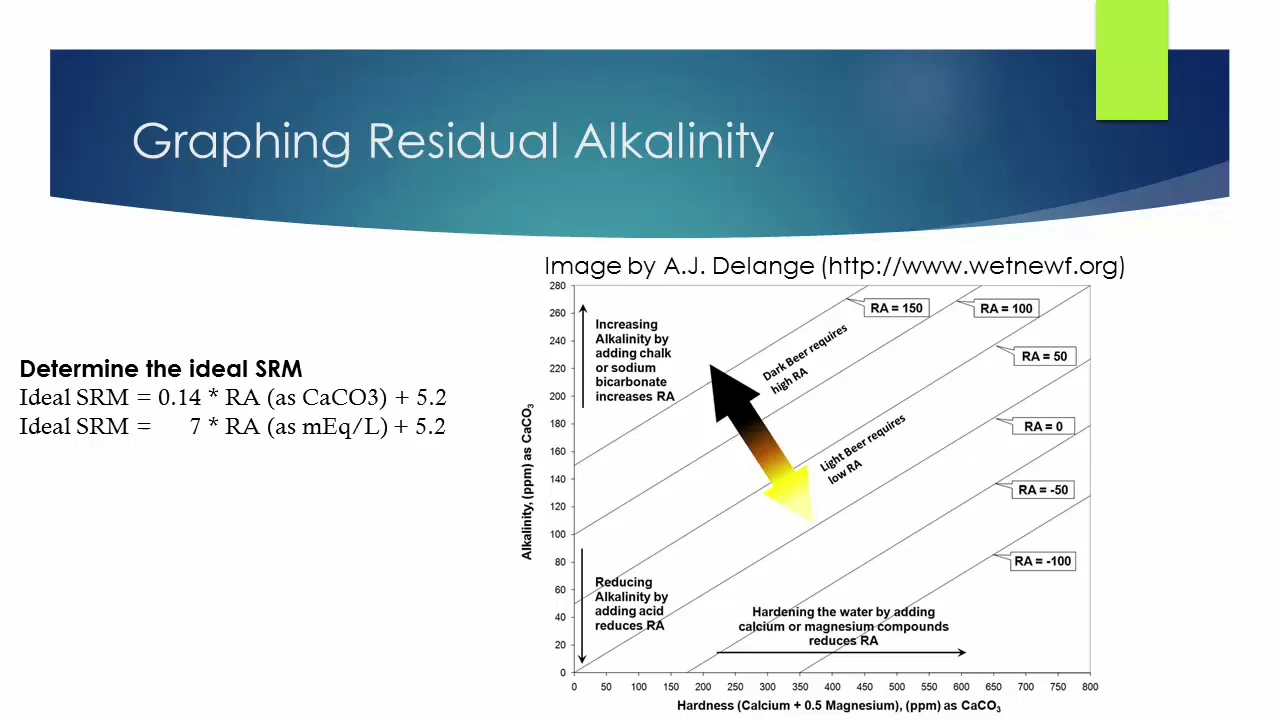 Graphing Residual Alkalinity
Image by A.J. Delange (http://www.wetnewf.org)
Determine the ideal SRM
Ideal SRM = 0.14 * RA (as CaCO3) + 5.2
Ideal SRM = 7 * RA (as mEq/L) + 5.2
280
260
240
220
200
180
160
140
120
100
80
60
40
20
0
Alkalinity, (ppm) as CaCO₃
Increasing
Alkalinity by
adding chalk
or sodium
bicarbonate
increases RA
Dark Beer requires
high RA
Light Beer requires
low RA
RA = 150
RA = 100
RA = 50
RA = 0
RA = -50
RA = -100
Reducing
Alkalinity by
adding acid
reduces RA
Hardening the water by adding
calcium or magnesium compounds
reduces RA
0 50 100 150 200 250 300 350 400 450 500 550 600 650 700 750 800
Hardness (Calcium + 0.5 Magnesium), (ppm) as CaCO₃